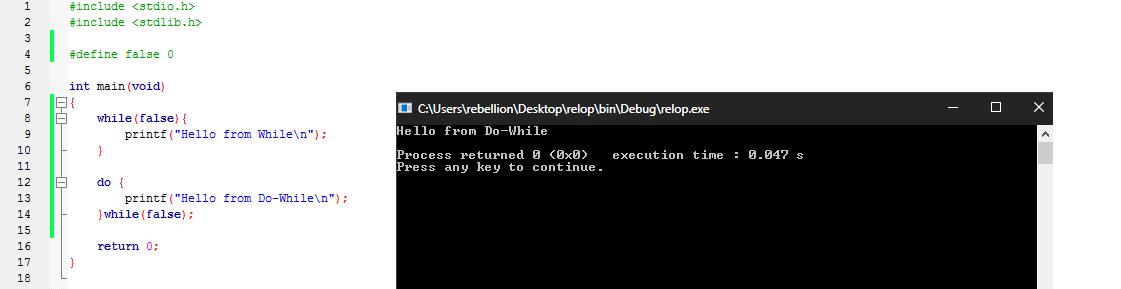 1 #include <stdio.h>
2 #include <stdlib.h>
3
4 #define false 0
5
6 int main(void)
7 {
8 while(false){
9 printf("Hello from While\n");
10 }
11
12 do {
13 printf("Hello from Do-While\n");
14 }while(false);
15
16 return 0;
17 }
18
C:\Users\rebellion\Desktop\relop\bin\Debug\relop.exe
Hello from Do-While
Process returned 0 (0x0) execution time : 0.047 s
Press any key to continue.